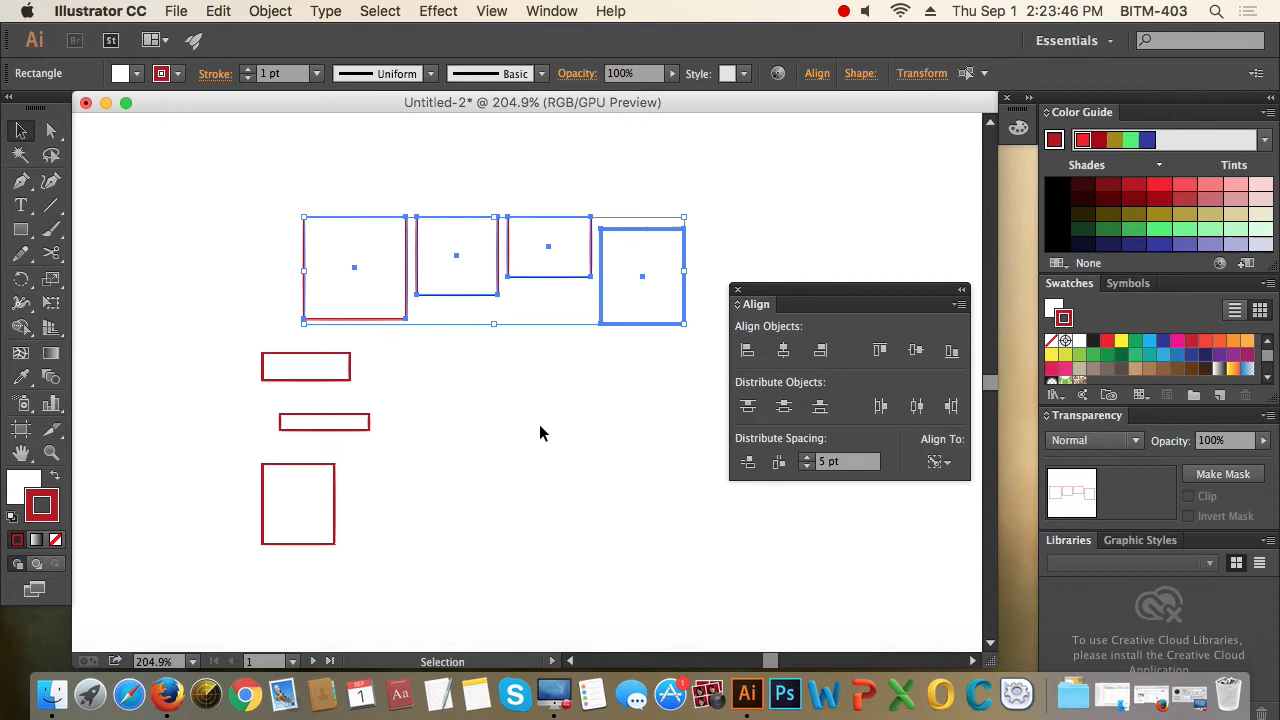 Illustrator CC File Edit Object Type Select Effect View Window Help Thu Sep 1 2:23:46 PM BITM-403
Ai Br St Essentials
Rectangle Stroke: 1 pt Uniform Basic Opacity: 100% Style: Align Shape: Transform
Untitled-2* @ 204.9% (RGB/GPU Preview)
Color Guide
Shades Tints
None
Swatches Symbols
Align
Align Objects:
Distribute Objects:
Distribute Spacing: Align To:
5 pt
Transparency
Normal Opacity: 100%
Make Mask
Clip
Invert Mask
Libraries Graphic Styles
To use Creative Cloud Libraries,
please install the Creative Cloud
Application
204.9% 1 Selection